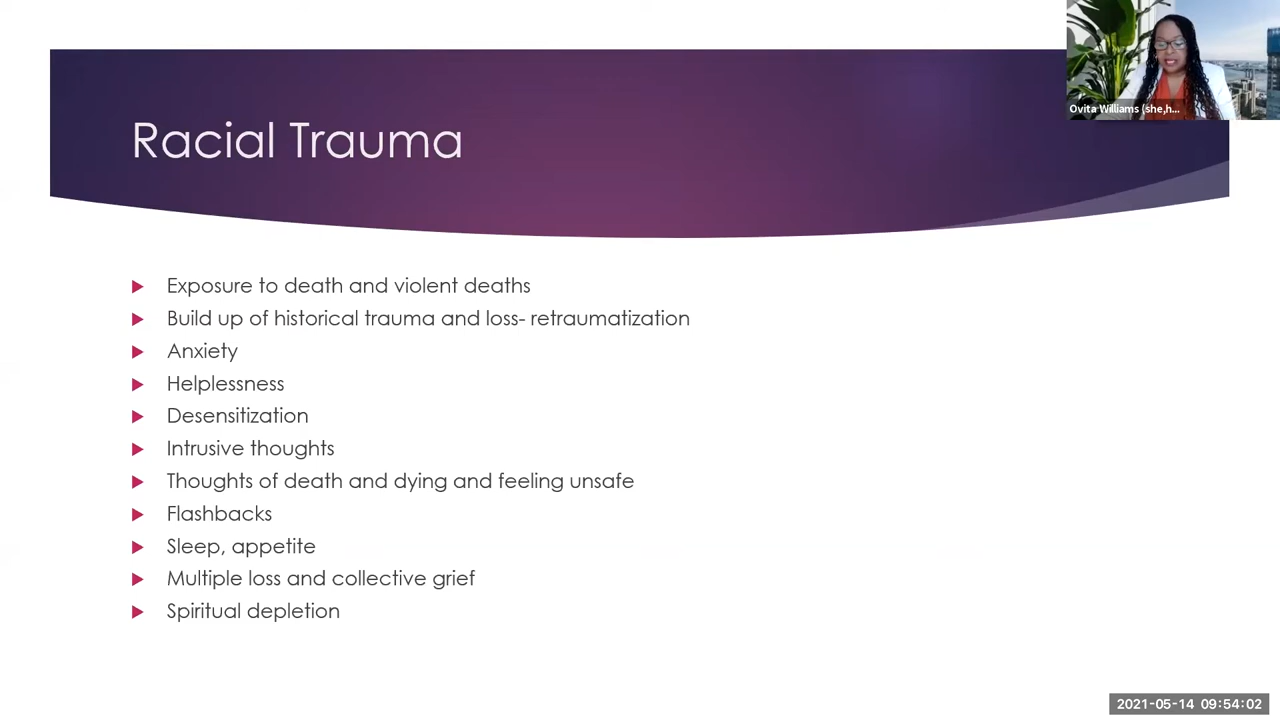 Ovita Williams (she,h...
Racial Trauma
Exposure to death and violent deaths
Build up of historical trauma and loss- retraumatization
Anxiety
Helplessness
Desensitization
Intrusive thoughts
Thoughts of death and dying and feeling unsafe
Flashbacks
Sleep, appetite
Multiple loss and collective grief
Spiritual depletion
2021-05-14 09:54:02